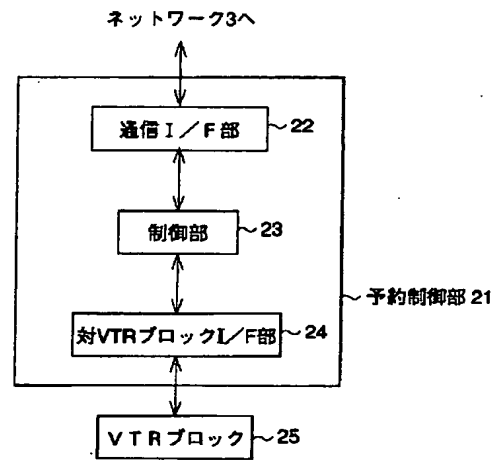 ネットワーク3へ
通信I／F部 22
制御部 23
予約制御部 21
対VTRブロックI／F部 24
VTRブロック 25